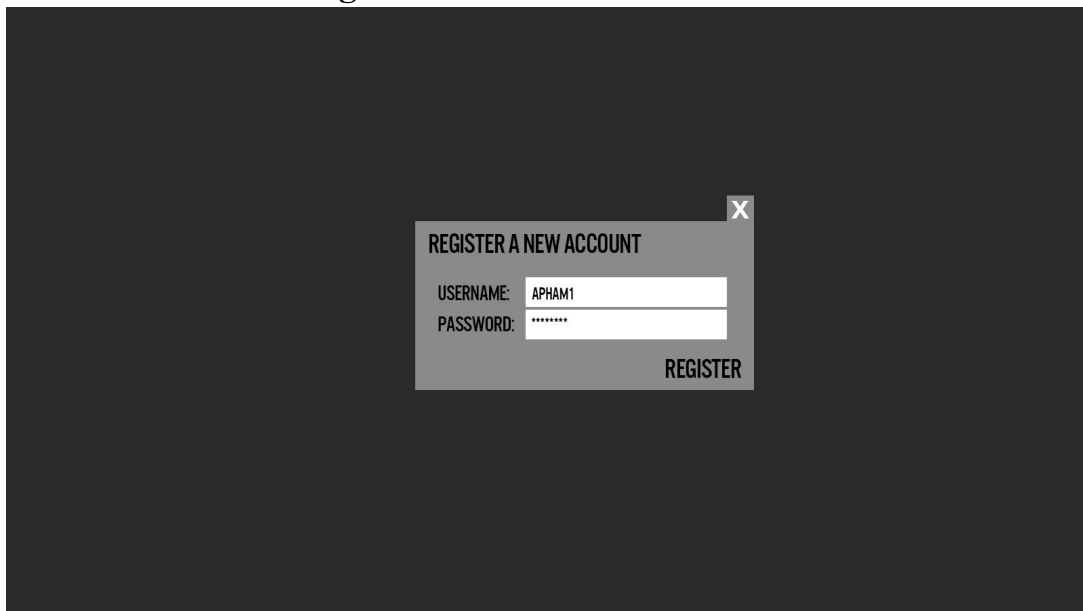 X
REGISTER A NEW ACCOUNT
USERNAME: APHAM1
PASSWORD: ********
REGISTER